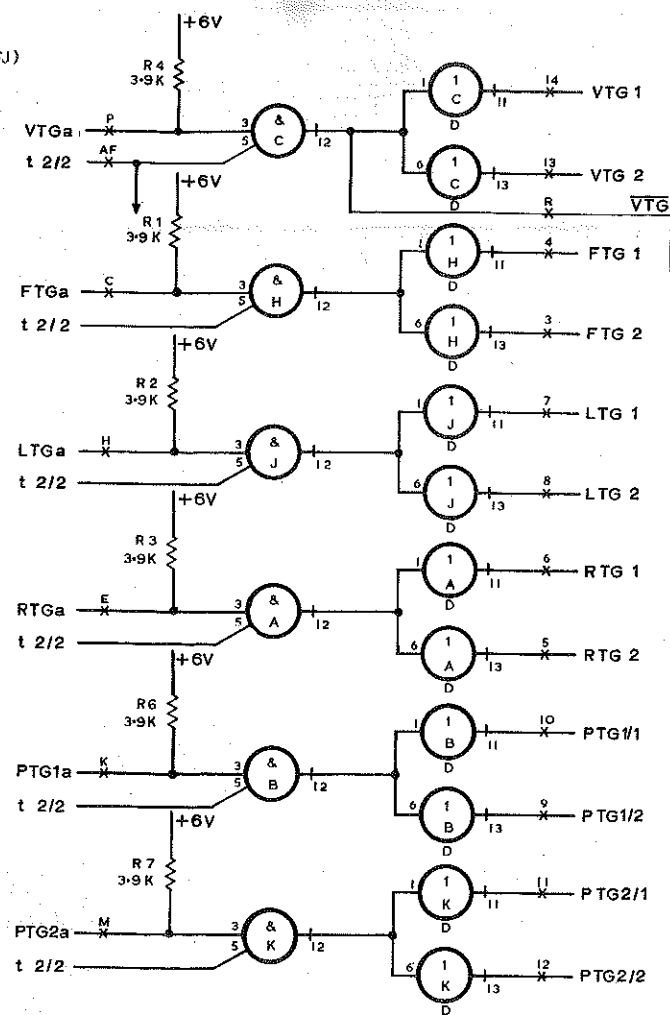 +6V
J)
R4
3·9K
P
VTGa
3
&
C
12
t 2/2
AF
5
1
1
C
D
11
14
VTG 1
6
1
C
D
13
13
VTG 2
R
VTG
+6V
R1
3·9K
C
FTGa
3
&
H
12
t 2/2
5
1
1
H
D
11
4
FTG 1
6
1
H
D
13
3
FTG 2
+6V
R2
3·9K
H
LTGa
3
&
J
12
t 2/2
5
1
1
J
D
11
7
LTG 1
6
1
J
D
13
8
LTG 2
+6V
R3
3·9K
E
RTGa
3
&
A
12
t 2/2
5
1
1
A
D
11
6
RTG 1
6
1
A
D
13
5
RTG 2
+6V
R6
3·9K
K
PTG1a
3
&
B
12
t 2/2
5
1
1
B
D
11
10
PTG1/1
6
1
B
D
13
9
PTG1/2
+6V
R7
3·9K
M
PTG2a
3
&
K
12
t 2/2
5
1
1
K
D
11
11
PTG2/1
6
1
K
D
13
12
PTG2/2